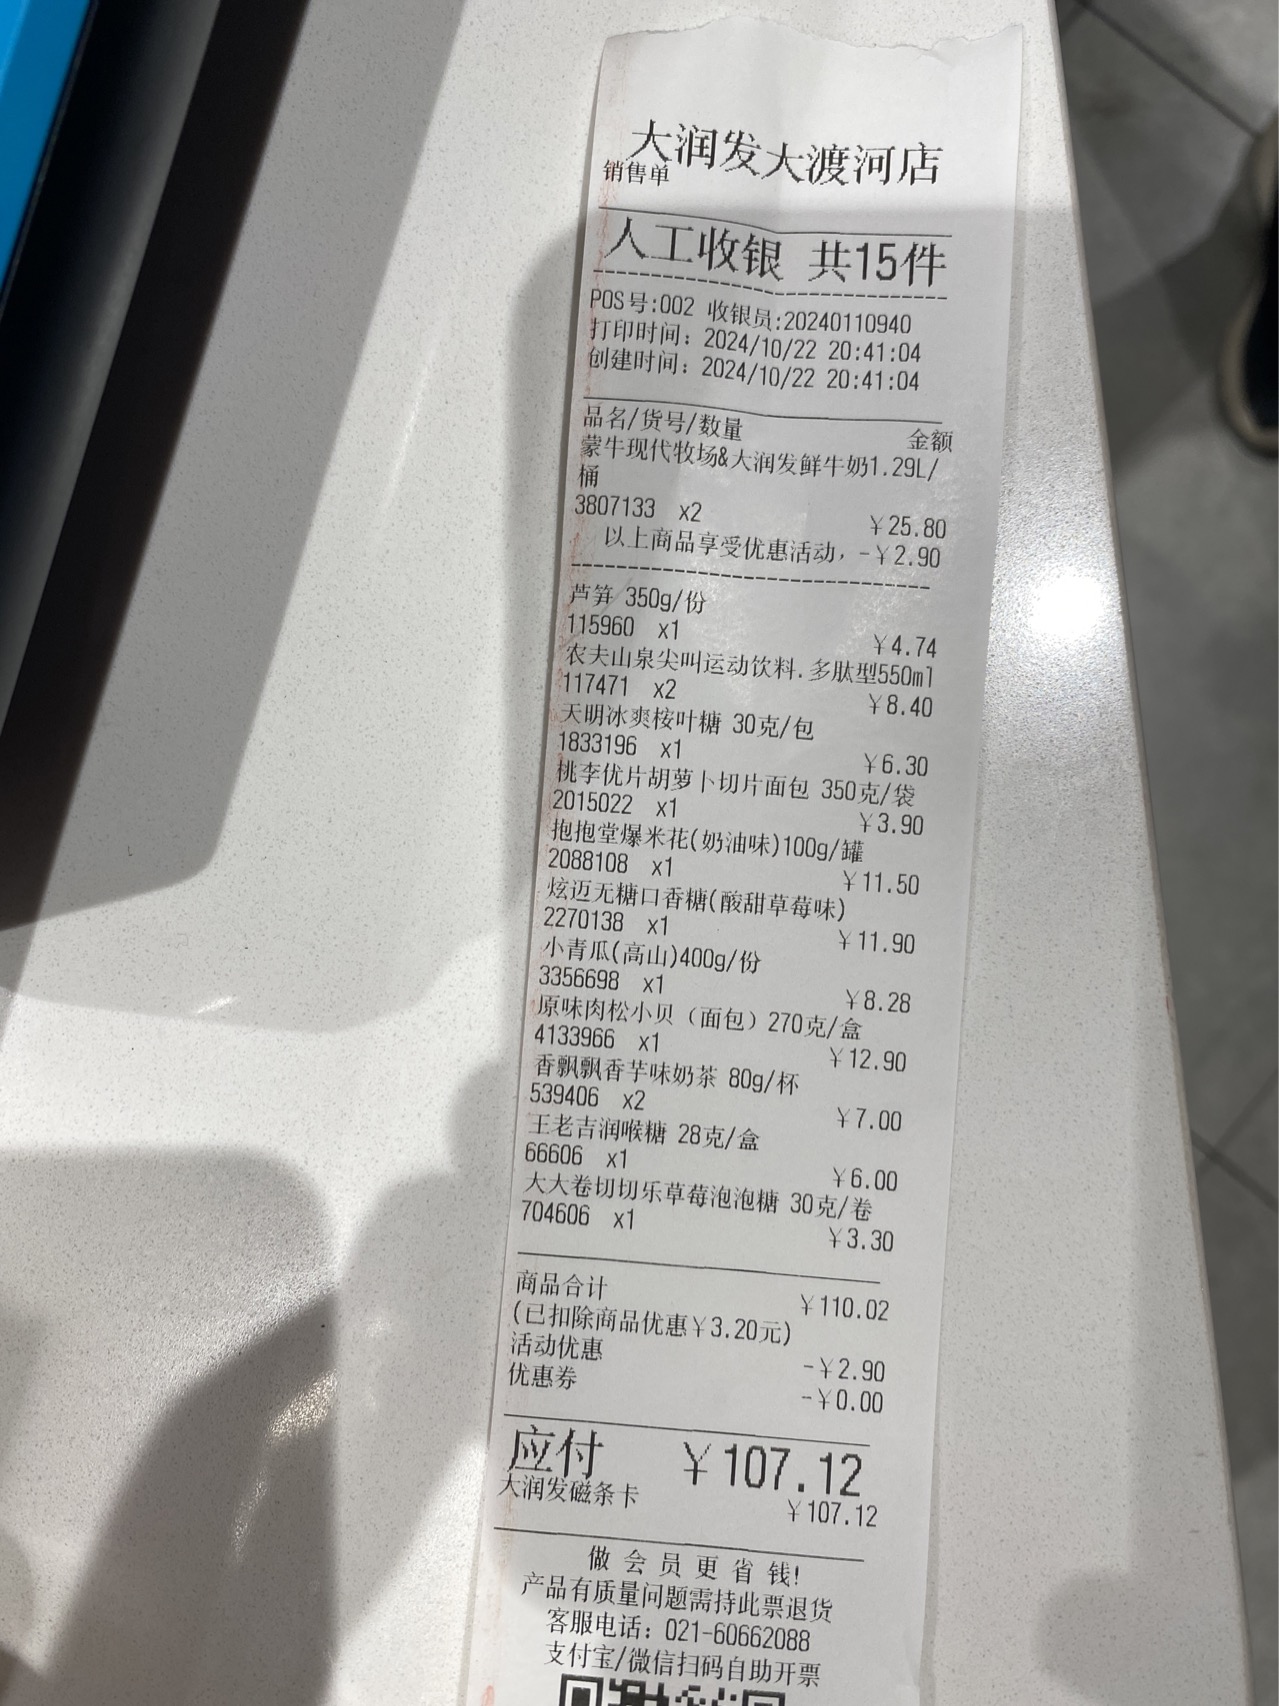 大润发大渡河店
销售单
人工收银 共15件
POS号:002 收银员:20240110940
打印时间: 2024/10/22 20:41:04
创建时间: 2024/10/22 20:41:04
品名/货号/数量 金额
蒙牛现代牧场&大润发鲜牛奶1.29L/
桶
3807133 x2 ¥25.80
以上商品享受优惠活动, -¥2.90
芦笋 350g/份
115960 x1 ¥4.74
农夫山泉尖叫运动饮料.多肽型550ml
117471 x2 ¥8.40
天明冰爽桉叶糖 30克/包
1833196 x1 ¥6.30
桃李优片胡萝卜切片面包 350克/袋
2015022 x1 ¥3.90
抱抱堂爆米花(奶油味)100g/罐
2088108 x1 ¥11.50
炫迈无糖口香糖(酸甜草莓味)
2270138 x1 ¥11.90
小青瓜(高山)400g/份
3356698 x1 ¥8.28
原味肉松小贝（面包）270克/盒
4133966 x1 ¥12.90
香飘飘香芋味奶茶 80g/杯
539406 x2 ¥7.00
王老吉润喉糖 28克/盒
66606 x1 ¥6.00
大大卷切切乐草莓泡泡糖 30克/卷
704606 x1 ¥3.30
商品合计 ¥110.02
(已扣除商品优惠¥3.20元)
活动优惠 -¥2.90
优惠券 -¥0.00
应付 ¥107.12
大润发磁条卡 ¥107.12
做 会 员 更 省 钱!
产品有质量问题需持此票退货
客服电话: 021-60662088
支付宝/微信扫码自助开票